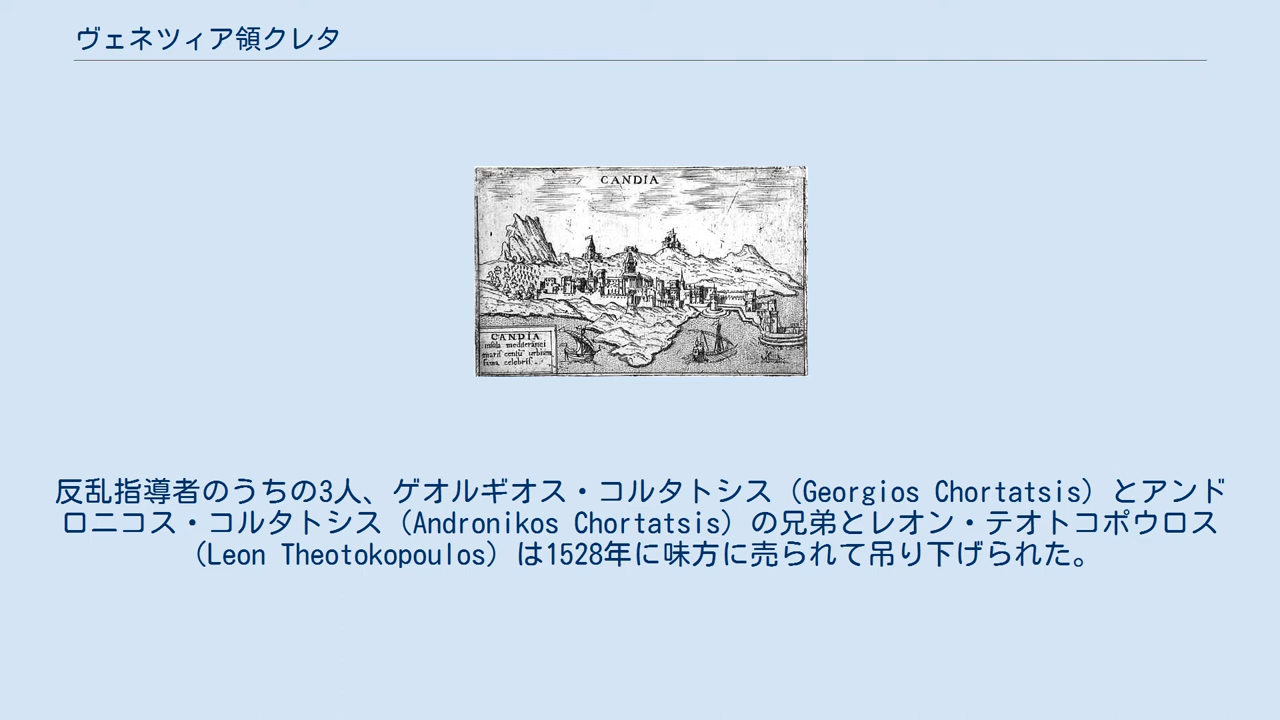 ヴェネツィア領クレタ
CANDIA
CANDIA
insula mediterranei
maris centũ urbium
fama celebris.
反乱指導者のうちの3人、ゲオルギオス・コルタトシス（Georgios Chortatsis）とアンド
ロニコス・コルタトシス（Andronikos Chortatsis）の兄弟とレオン・テオトコポウロス
（Leon Theotokopoulos）は1528年に味方に売られて吊り下げられた。